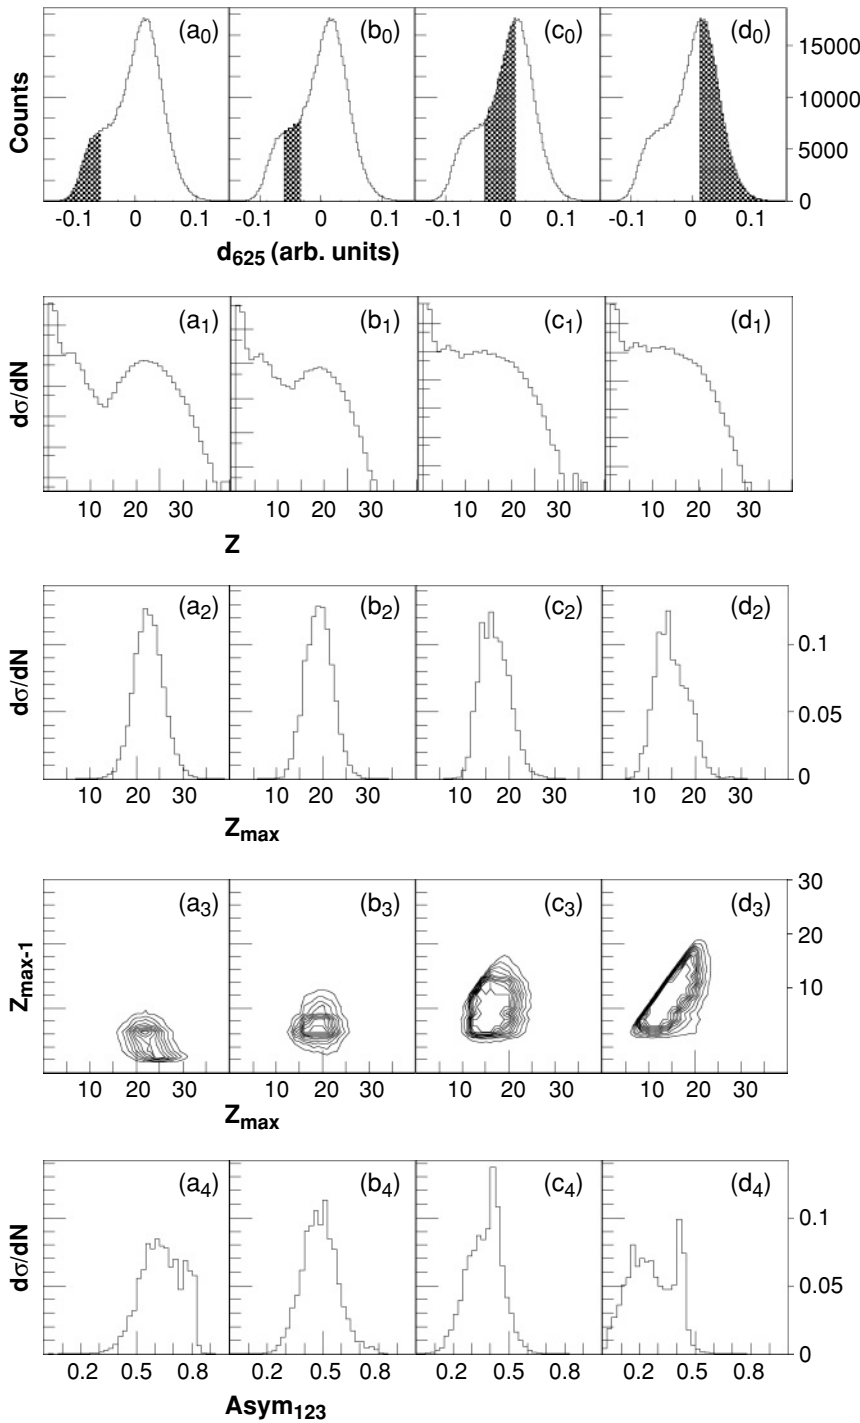 (a0) (b0) (c0) (d0)
Counts
15000
10000
5000
0
-0.1 0 0.1 -0.1 0 0.1 -0.1 0 0.1 -0.1 0 0.1
d625 (arb. units)
(a1) (b1) (c1) (d1)
dσ/dN
10 20 30 10 20 30 10 20 30 10 20 30
Z
(a2) (b2) (c2) (d2)
dσ/dN
0.1
0.05
0
10 20 30 10 20 30 10 20 30 10 20 30
Zmax
(a3) (b3) (c3) (d3)
Zmax-1
30
20
10
10 20 30 10 20 30 10 20 30 10 20 30
Zmax
(a4) (b4) (c4) (d4)
dσ/dN
0.1
0.05
0
0.2 0.5 0.8 0.2 0.5 0.8 0.2 0.5 0.8 0.2 0.5 0.8
Asym123